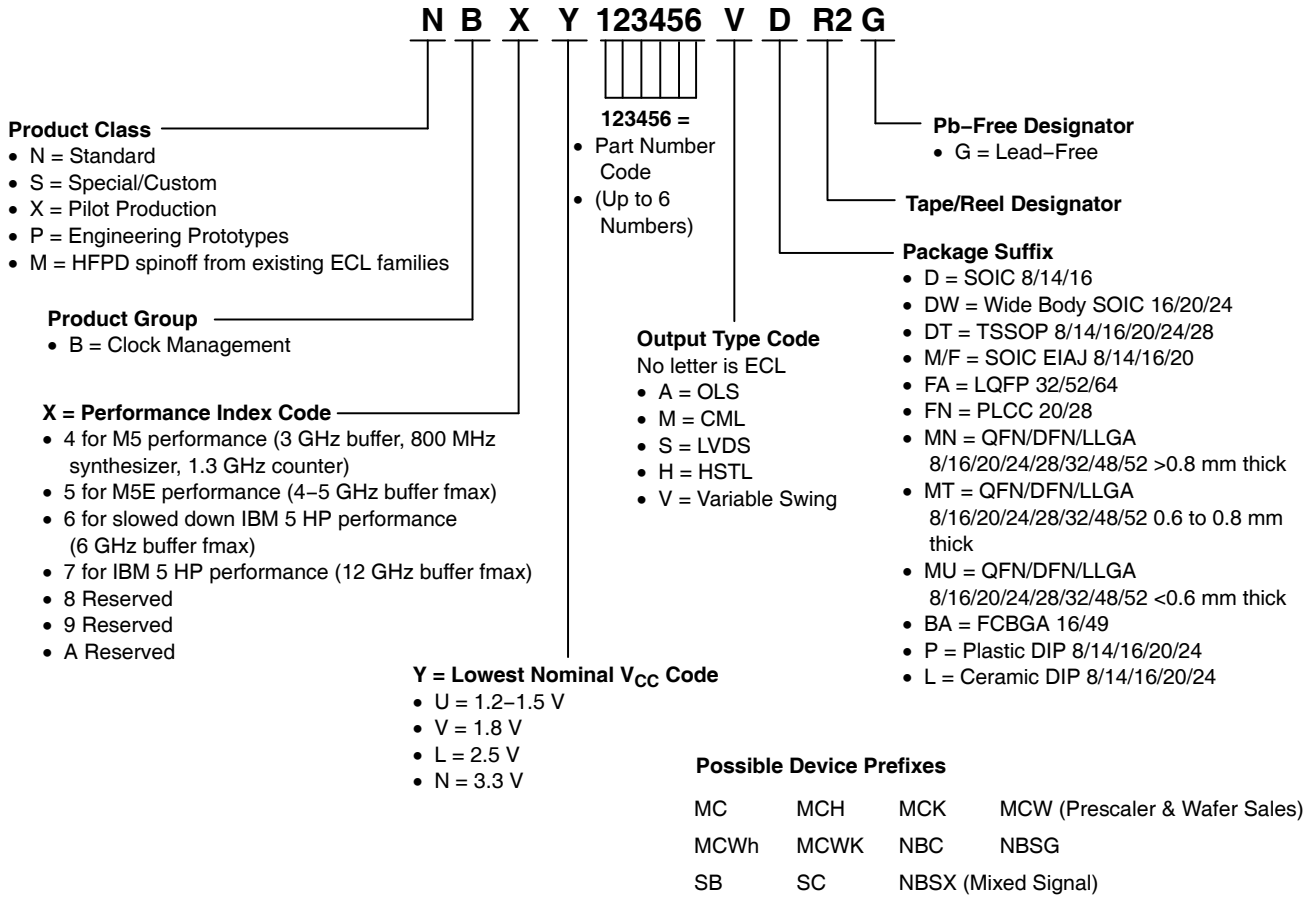 N B X Y 123456 V D R2 G
Product Class
• N = Standard
• S = Special/Custom
• X = Pilot Production
• P = Engineering Prototypes
• M = HFPD spinoff from existing ECL families
Product Group
• B = Clock Management
X = Performance Index Code
• 4 for M5 performance (3 GHz buffer, 800 MHz
synthesizer, 1.3 GHz counter)
• 5 for M5E performance (4−5 GHz buffer fmax)
• 6 for slowed down IBM 5 HP performance
(6 GHz buffer fmax)
• 7 for IBM 5 HP performance (12 GHz buffer fmax)
• 8 Reserved
• 9 Reserved
• A Reserved
Y = Lowest Nominal VCC Code
• U = 1.2−1.5 V
• V = 1.8 V
• L = 2.5 V
• N = 3.3 V
123456 =
• Part Number
Code
• (Up to 6
Numbers)
Output Type Code
No letter is ECL
• A = OLS
• M = CML
• S = LVDS
• H = HSTL
• V = Variable Swing
Pb−Free Designator
• G = Lead−Free
Tape/Reel Designator
Package Suffix
• D = SOIC 8/14/16
• DW = Wide Body SOIC 16/20/24
• DT = TSSOP 8/14/16/20/24/28
• M/F = SOIC EIAJ 8/14/16/20
• FA = LQFP 32/52/64
• FN = PLCC 20/28
• MN = QFN/DFN/LLGA
8/16/20/24/28/32/48/52 >0.8 mm thick
• MT = QFN/DFN/LLGA
8/16/20/24/28/32/48/52 0.6 to 0.8 mm
thick
• MU = QFN/DFN/LLGA
8/16/20/24/28/32/48/52 <0.6 mm thick
• BA = FCBGA 16/49
• P = Plastic DIP 8/14/16/20/24
• L = Ceramic DIP 8/14/16/20/24
Possible Device Prefixes
MC MCH MCK MCW (Prescaler & Wafer Sales)
MCWh MCWK NBC NBSG
SB SC NBSX (Mixed Signal)